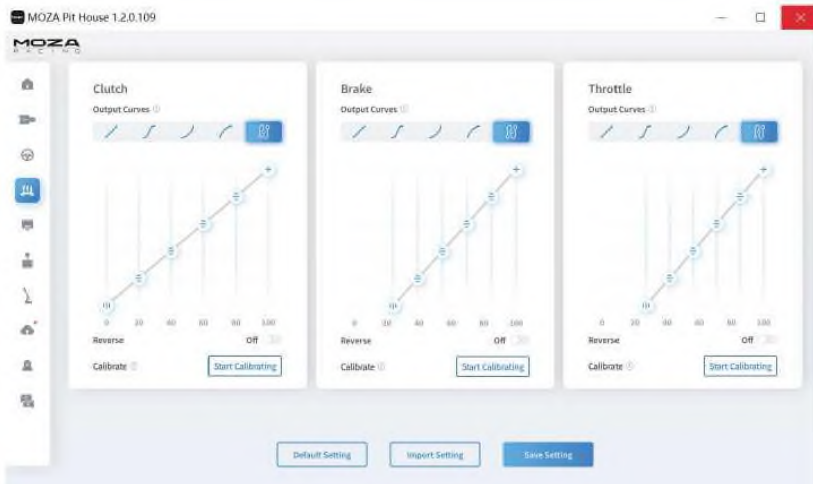 MOZA Pit House 1.2.0.109
MOZA
RACING
Clutch
Output Curves
0 20 40 60 80 100
Reverse Off
Calibrate Start Calibrating
Brake
Output Curves
0 20 40 60 80 100
Reverse Off
Calibrate Start Calibrating
Throttle
Output Curves
0 20 40 60 80 100
Reverse Off
Calibrate Start Calibrating
Default Setting
Import Setting
Save Setting